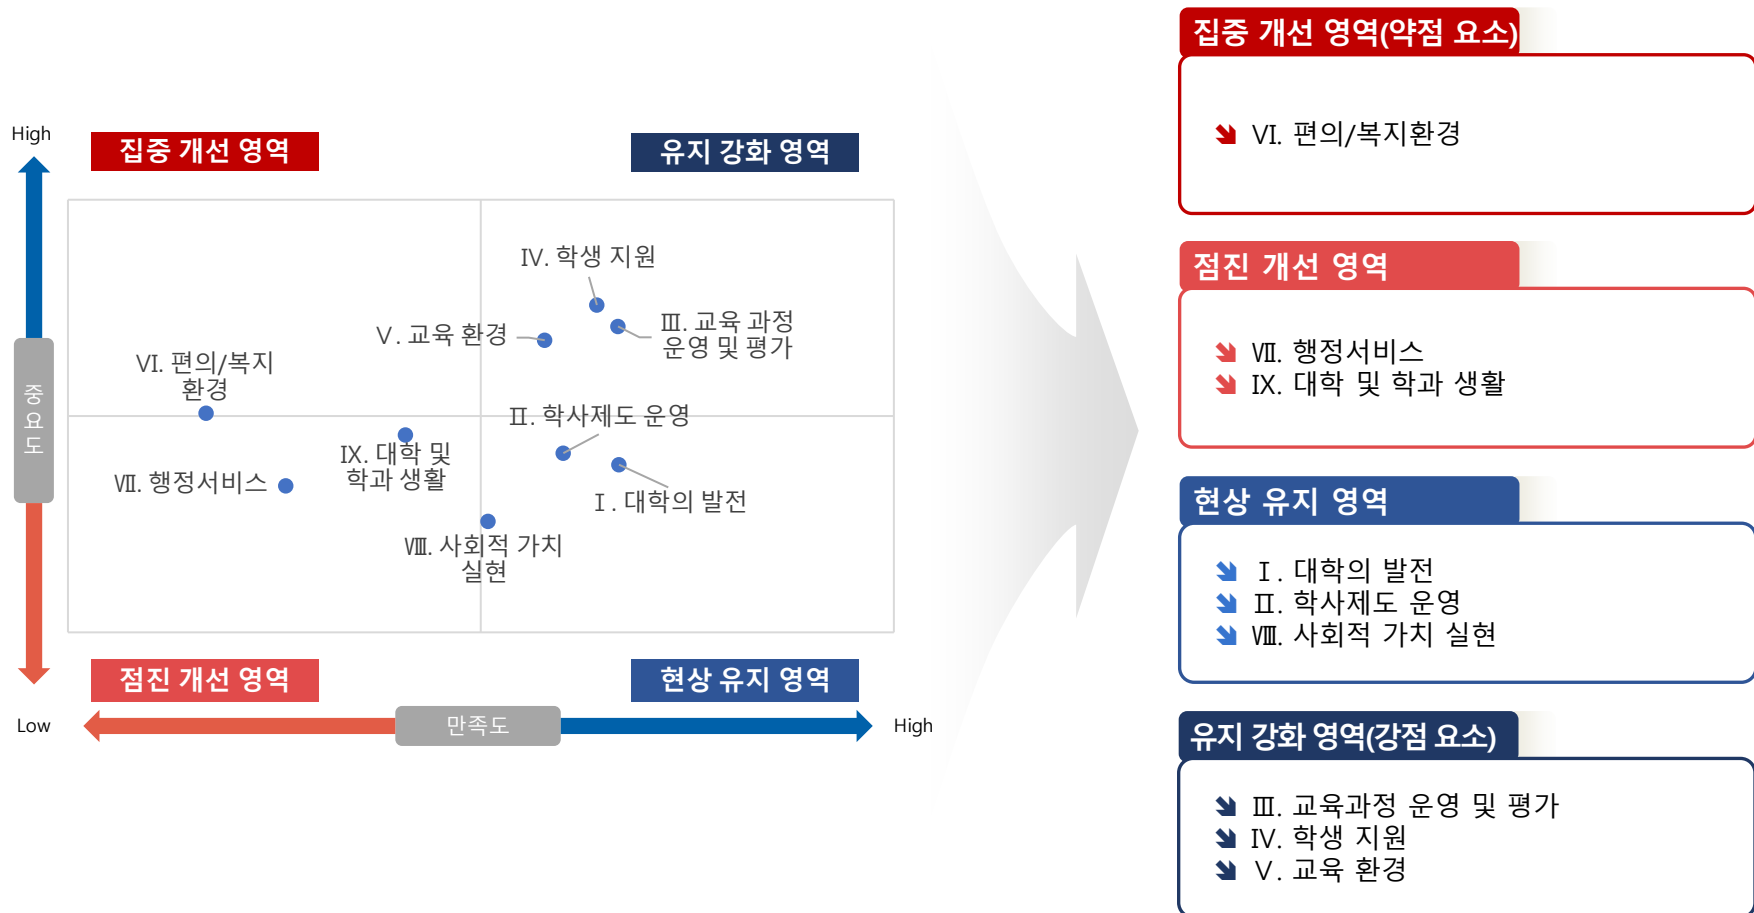 High
집중 개선 영역
유지 강화 영역
Ⅳ. 학생 지원
Ⅴ. 교육 환경
Ⅲ. 교육 과정
운영 및 평가
Ⅵ. 편의/복지
환경
Ⅱ. 학사제도 운영
Ⅸ. 대학 및
학과 생활
Ⅶ. 행정서비스
Ⅰ. 대학의 발전
Ⅷ. 사회적 가치
실현
중요도
점진 개선 영역
현상 유지 영역
Low
만족도
High
집중 개선 영역(약점 요소)
Ⅵ. 편의/복지환경
점진 개선 영역
Ⅶ. 행정서비스
Ⅸ. 대학 및 학과 생활
현상 유지 영역
Ⅰ. 대학의 발전
Ⅱ. 학사제도 운영
Ⅷ. 사회적 가치 실현
유지 강화 영역(강점 요소)
Ⅲ. 교육과정 운영 및 평가
Ⅳ. 학생 지원
Ⅴ. 교육 환경